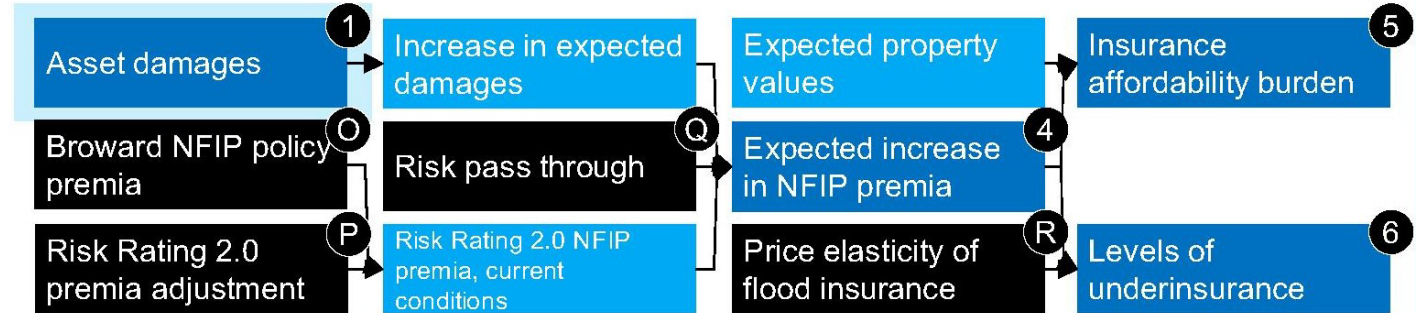 1
Asset damages
Increase in expected
damages
Expected property
values
5
Insurance
affordability burden
O
Broward NFIP policy
premia
Q
Risk pass through
4
Expected increase
in NFIP premia
P
Risk Rating 2.0
premia adjustment
Risk Rating 2.0 NFIP
premia, current
conditions
R
Price elasticity of
flood insurance
6
Levels of
underinsurance